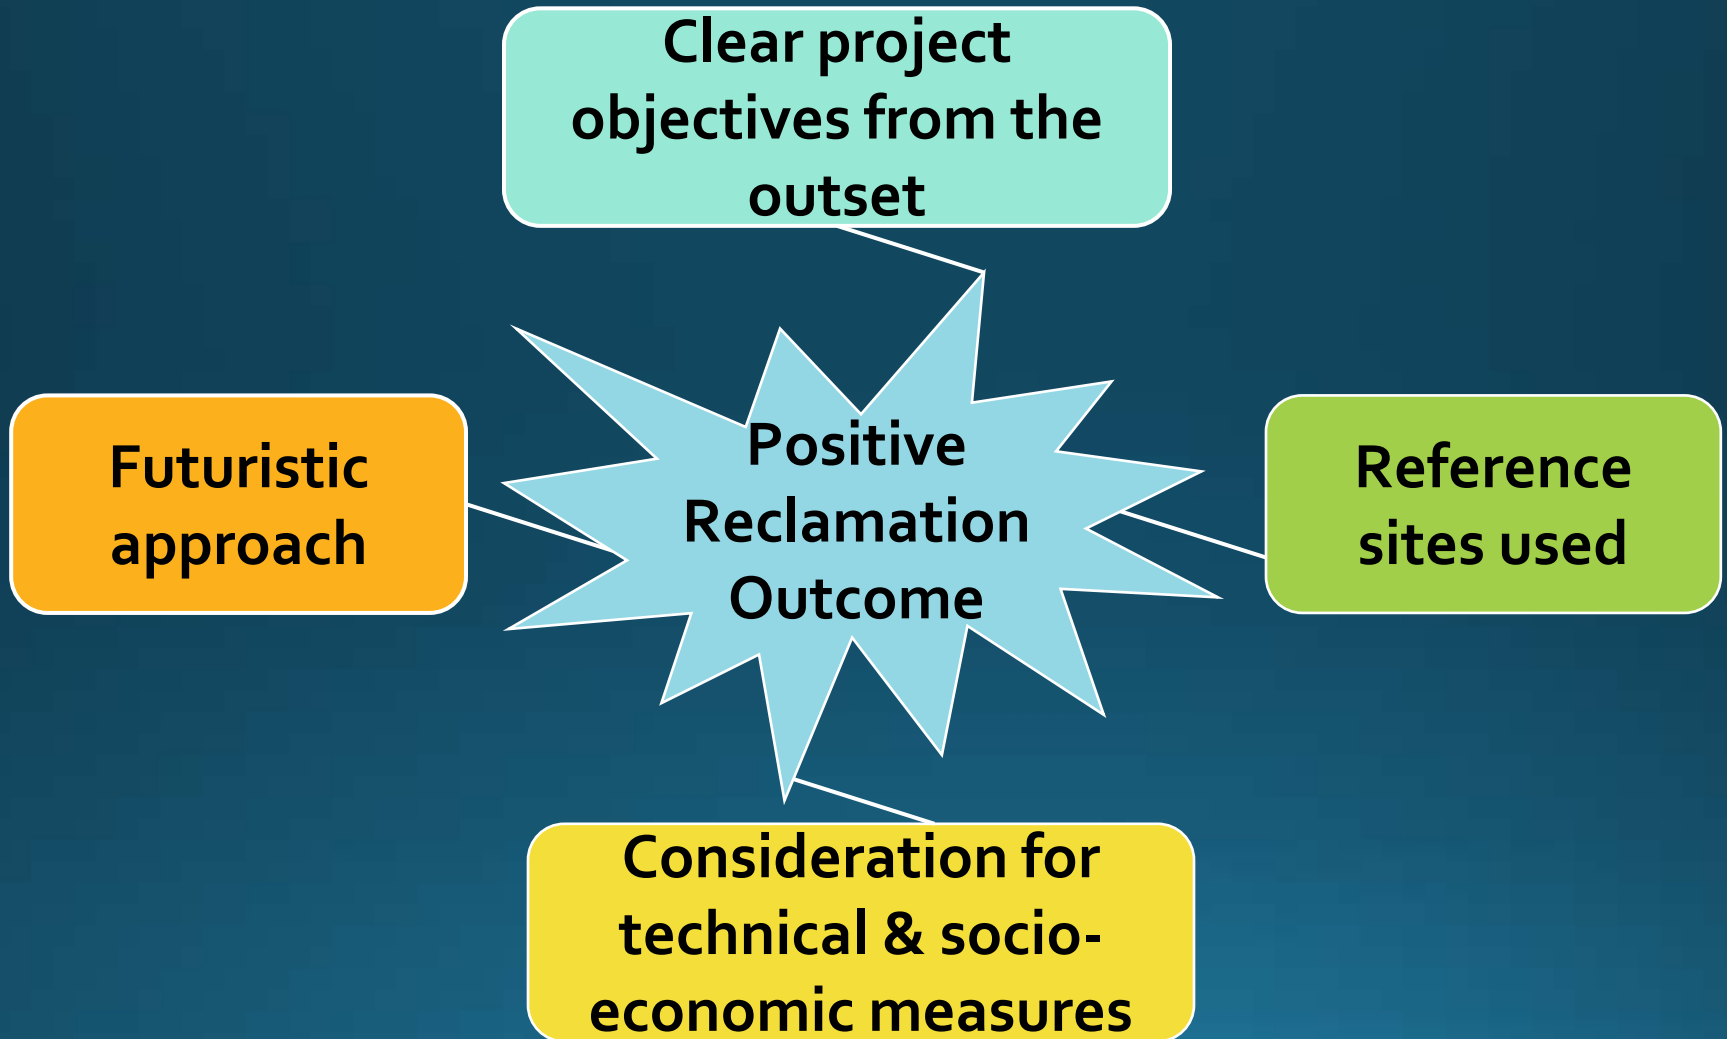 Clear project
objectives from the
outset
Futuristic
approach
Positive
Reclamation
Outcome
Reference
sites used
Consideration for
technical & socio-
economic measures